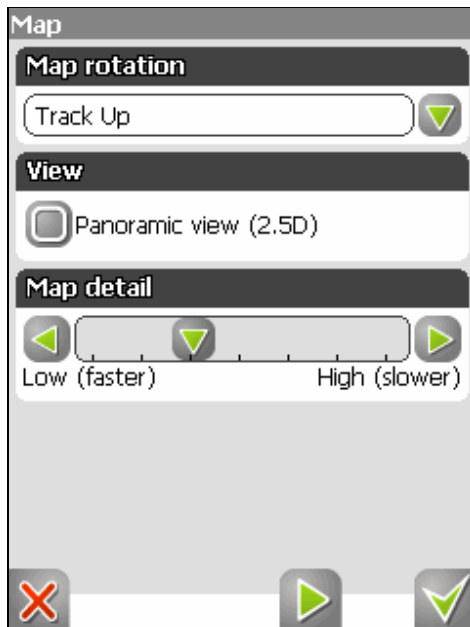 Map
Map rotation
Track Up
View
Panoramic view (2.5D)
Map detail
Low (faster) High (slower)